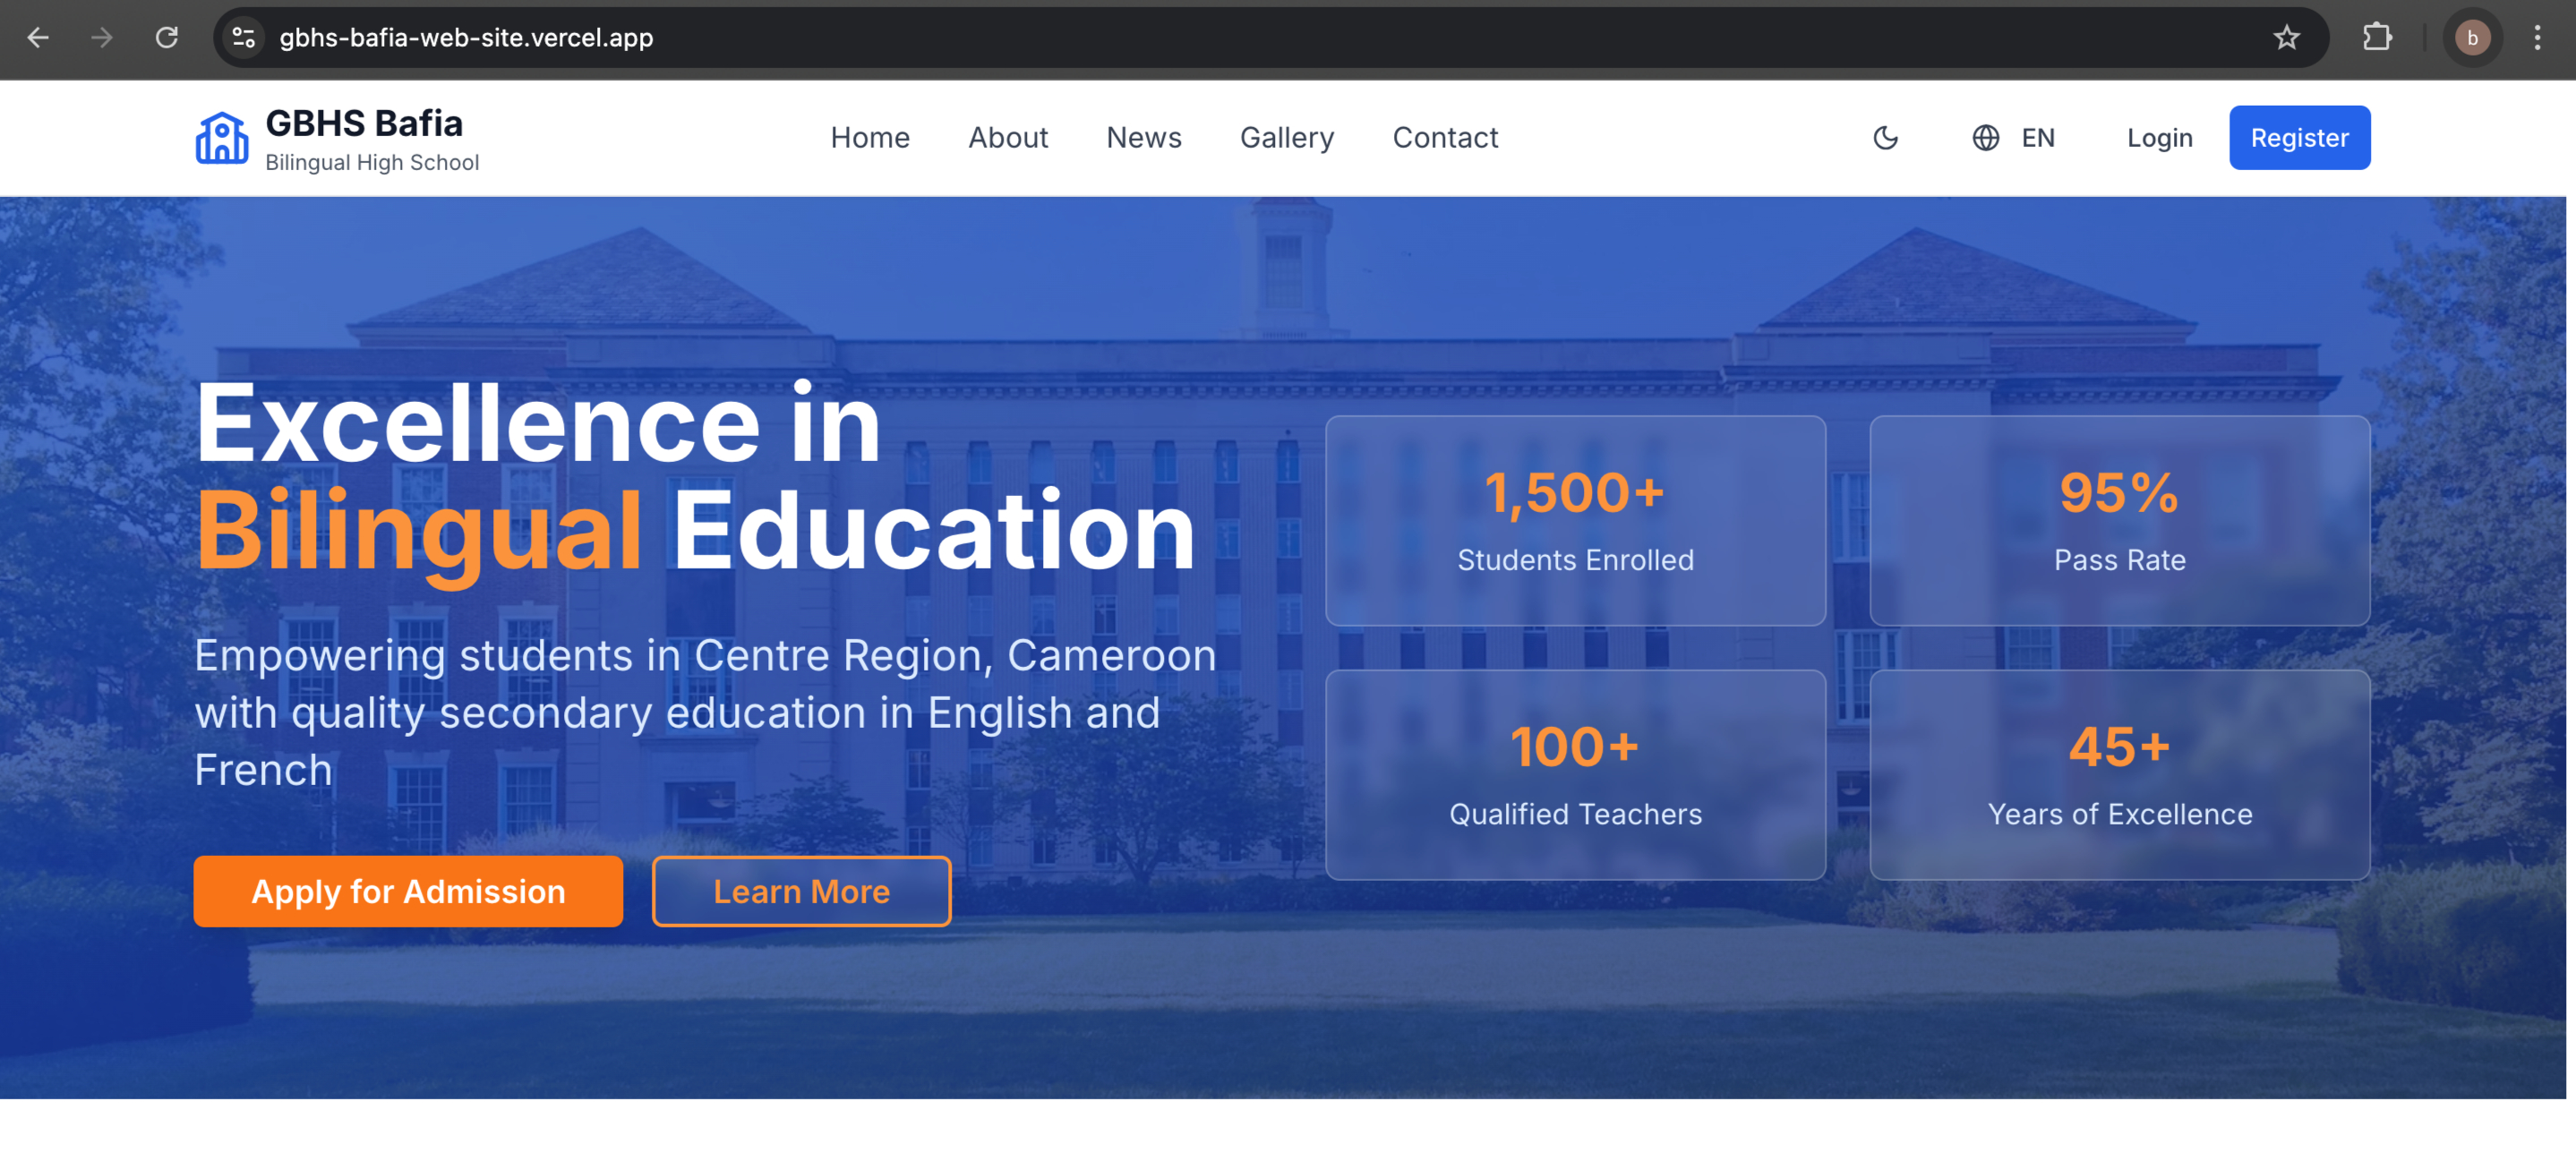 gbhs-bafia-web-site.vercel.app
b
GBHS Bafia
Bilingual High School
Home
About
News
Gallery
Contact
EN
Login
Register
Excellence in
Bilingual Education
Empowering students in Centre Region, Cameroon
with quality secondary education in English and
French
Apply for Admission
Learn More
1,500+
Students Enrolled
95%
Pass Rate
100+
Qualified Teachers
45+
Years of Excellence